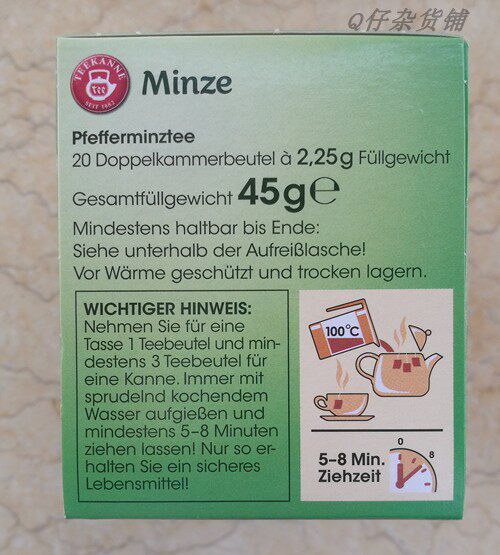 Q仔杂货铺
TEEKANNE
tee
SEIT 1882
Minze
Pfefferminztee
20 Doppelkammerbeutel à 2,25g Füllgewicht
Gesamtfüllgewicht 45g℮
Mindestens haltbar bis Ende:
Siehe unterhalb der Aufreißlasche!
Vor Wärme geschützt und trocken lagern.
WICHTIGER HINWEIS:
Nehmen Sie für eine
Tasse 1 Teebeutel und min-
destens 3 Teebeutel für
eine Kanne. Immer mit
sprudelnd kochendem
Wasser aufgießen und
mindestens 5–8 Minuten
ziehen lassen! Nur so er-
halten Sie ein sicheres
Lebensmittel!
100°C
5–8 Min.
Ziehzeit
0
8